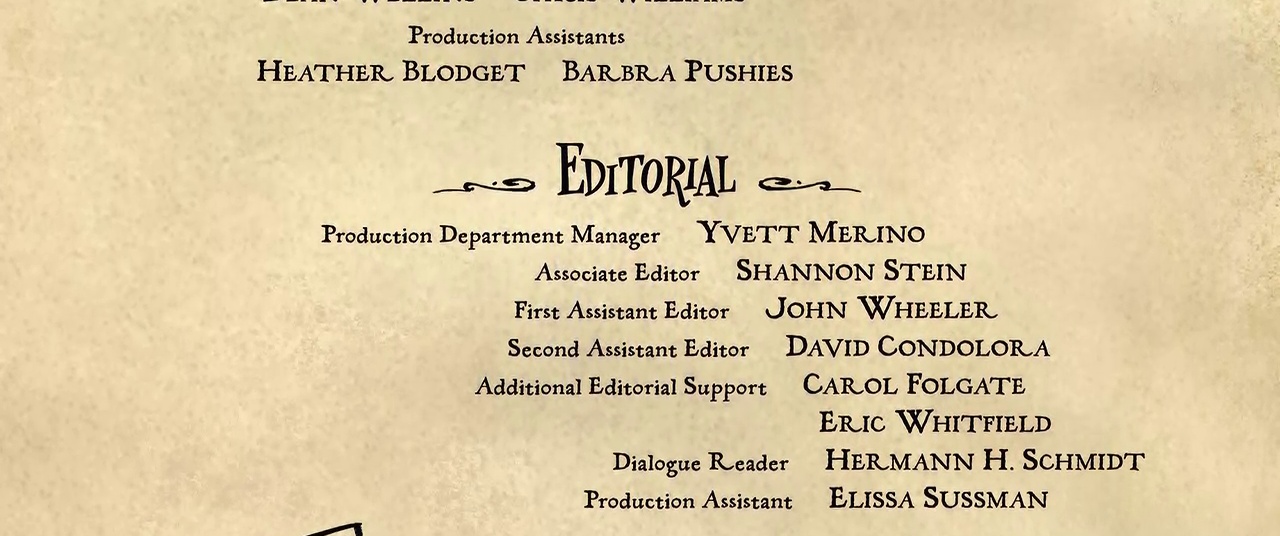 Production Assistants
HEATHER BLODGET BARBRA PUSHIES
EDITORIAL
Production Department Manager YVETT MERINO
Associate Editor SHANNON STEIN
First Assistant Editor JOHN WHEELER
Second Assistant Editor DAVID CONDOLORA
Additional Editorial Support CAROL FOLGATE
ERIC WHITFIELD
Dialogue Reader HERMANN H. SCHMIDT
Production Assistant ELISSA SUSSMAN